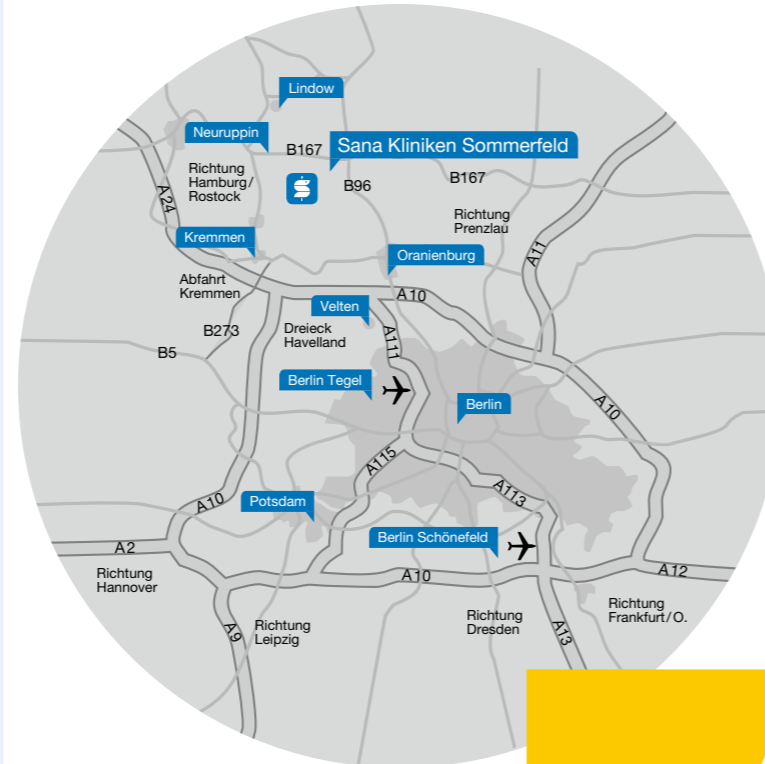 Lindow
Neuruppin
B167
Sana Kliniken Sommerfeld
Richtung
Hamburg/
Rostock
A24
B96
B167
Richtung
Prenzlau
Kremmen
Oranienburg
A11
Abfahrt
Kremmen
Velten
A10
B273
Dreieck
Havelland
A111
B5
Berlin Tegel
Berlin
A10
A115
A10
Potsdam
A113
Berlin Schönefeld
A2
A10
A12
Richtung
Hannover
Richtung
Leipzig
A9
Richtung
Dresden
A13
Richtung
Frankfurt/O.